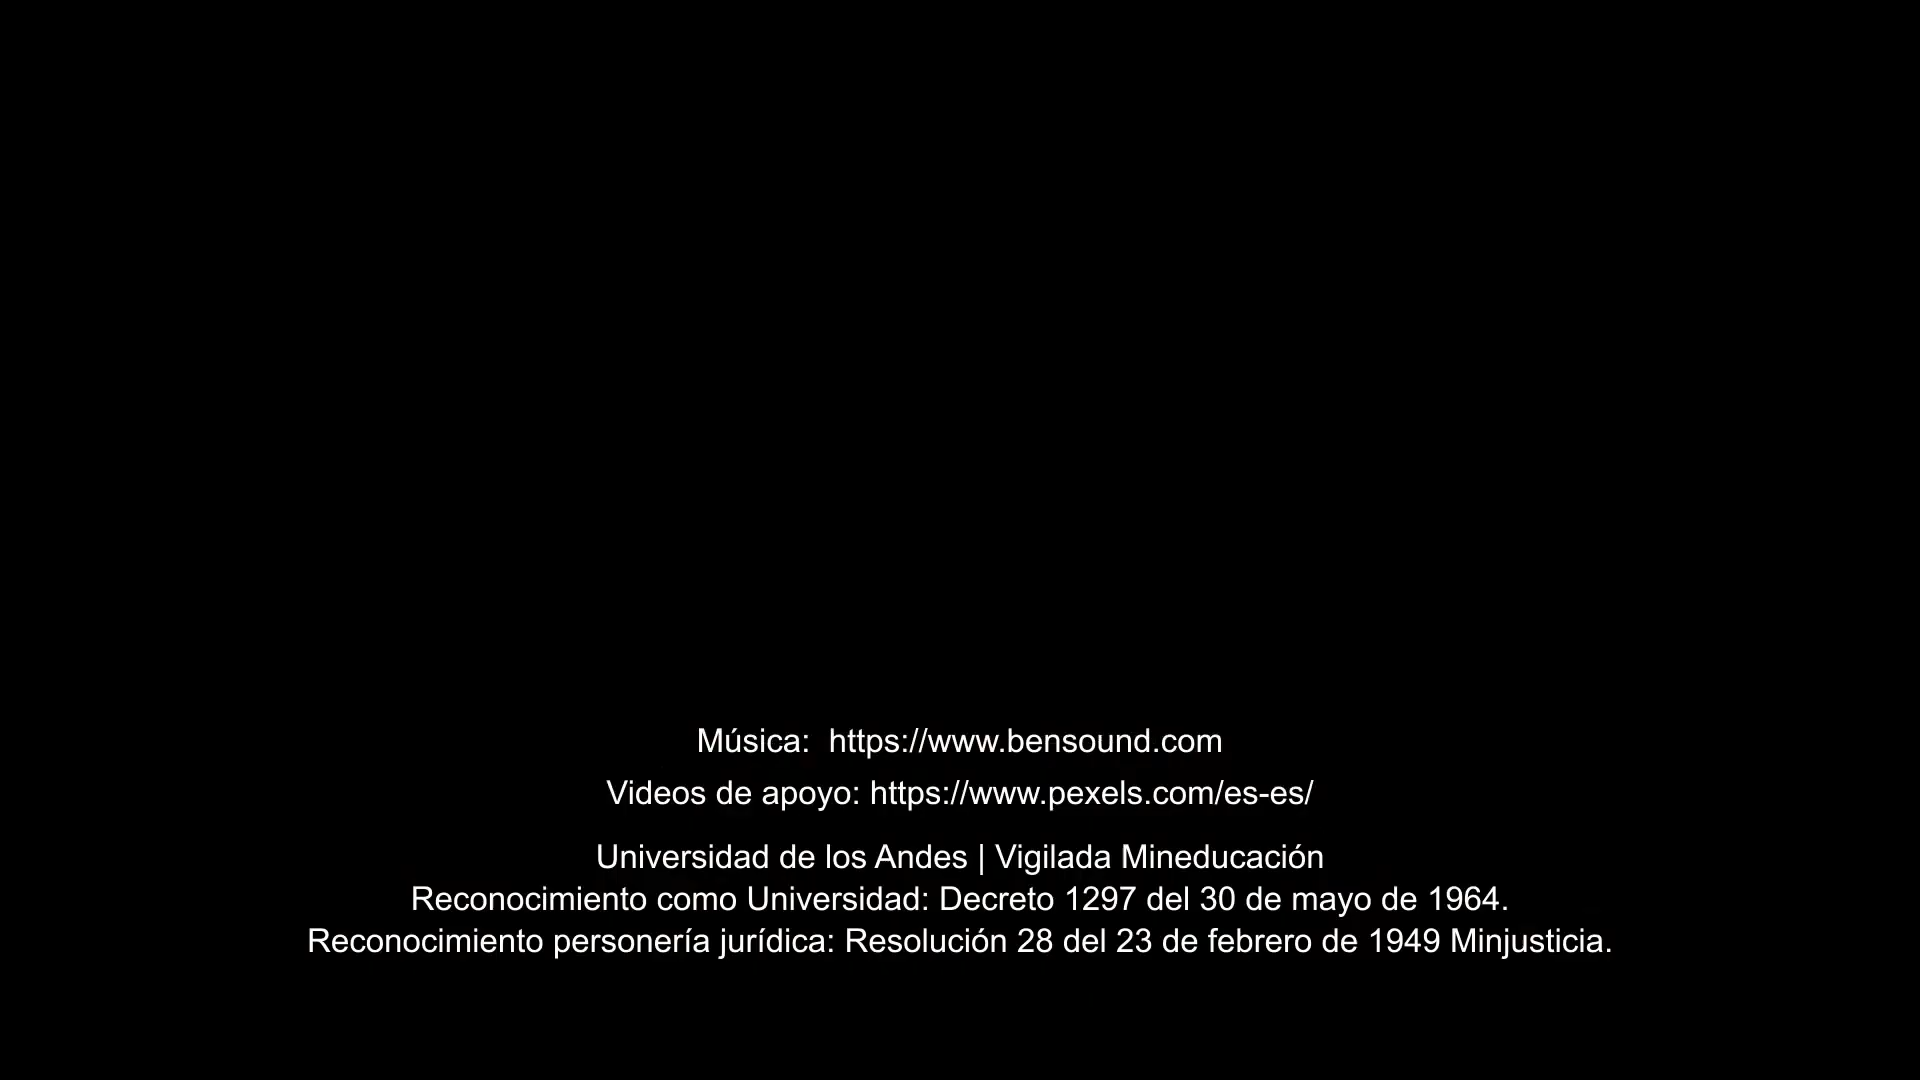 Música:  https://www.bensound.com
Videos de apoyo: https://www.pexels.com/es-es/
Universidad de los Andes | Vigilada Mineducación
Reconocimiento como Universidad: Decreto 1297 del 30 de mayo de 1964.
Reconocimiento personería jurídica: Resolución 28 del 23 de febrero de 1949 Minjusticia.